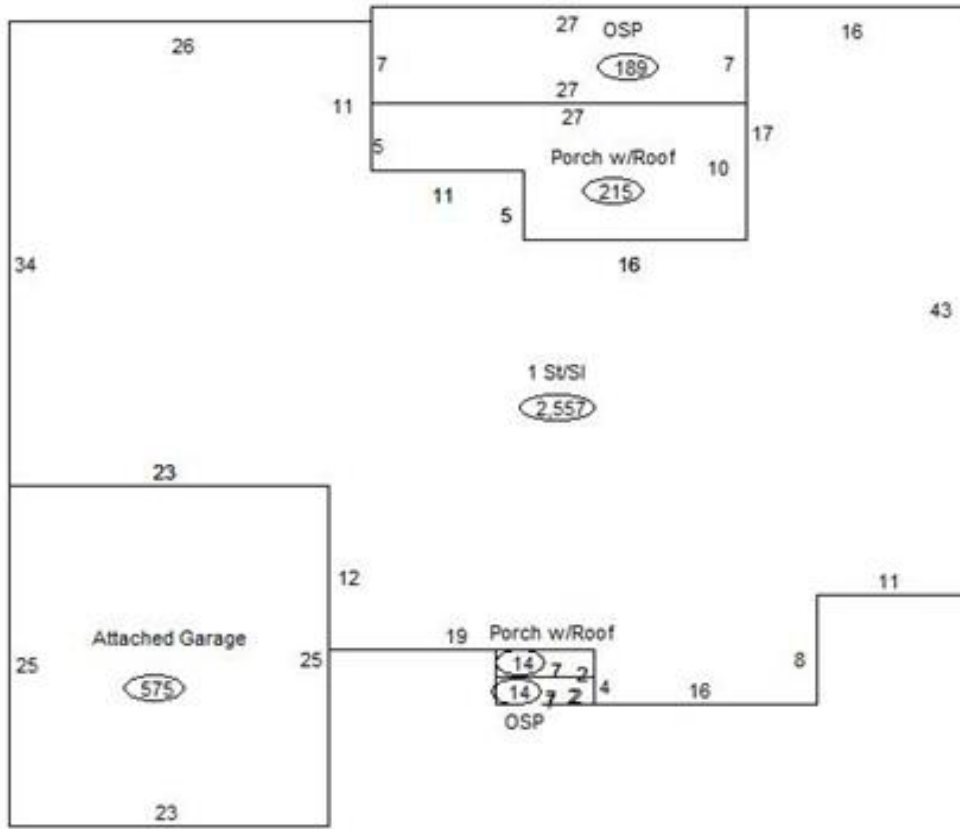 27 OSP 16
26
7 189 7
27
11 27
17
5 Porch w/Roof 10
215
11 5
16
34
43
1 St/Sl
2,557
23
12
11
19 Porch w/Roof
Attached Garage
25 25
14 7 2
8
575
14 7 2 4 16
OSP
23